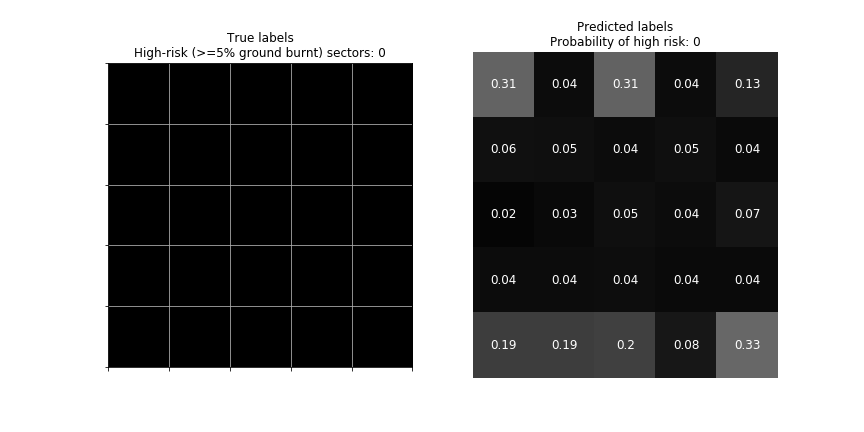 True labels
High-risk (>=5% ground burnt) sectors: 0
Predicted labels
Probability of high risk: 0
0.31 0.04 0.31 0.04 0.13
0.06 0.05 0.04 0.05 0.04
0.02 0.03 0.05 0.04 0.07
0.04 0.04 0.04 0.04 0.04
0.19 0.19 0.2 0.08 0.33